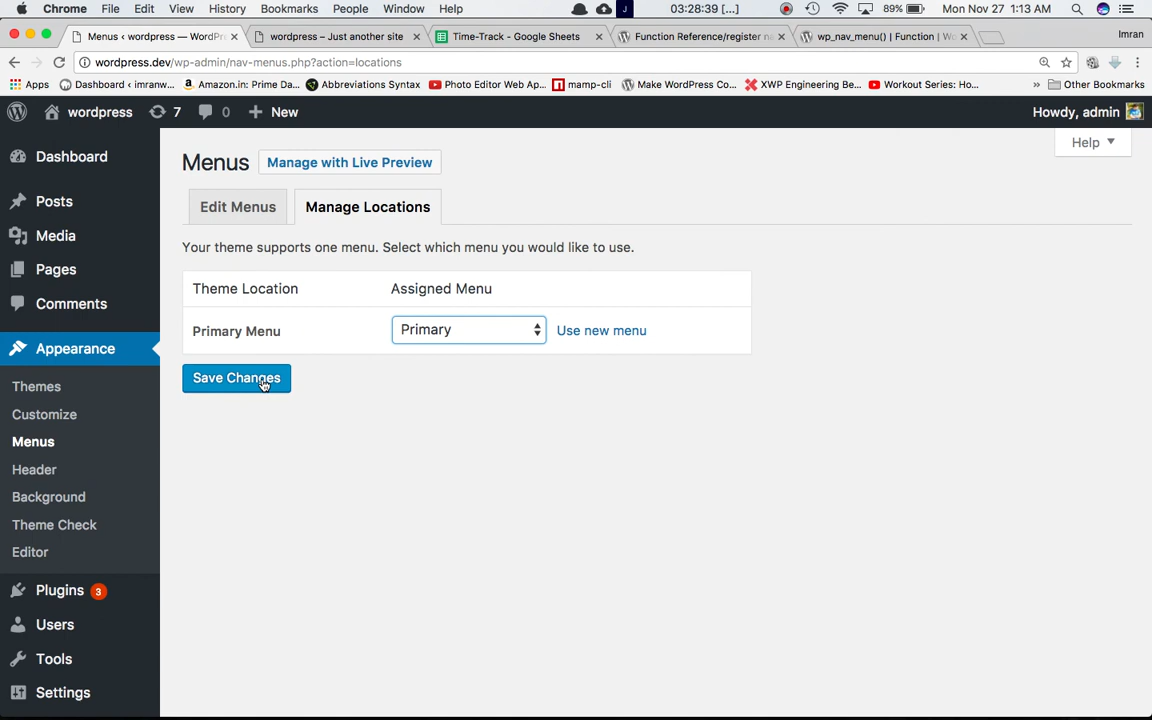 Chrome File Edit View History Bookmarks People Window Help 03:28:39 [...] 89% Mon Nov 27 1:13 AM
Menus < wordpress — WordPr wordpress – Just another site Time-Track - Google Sheets Function Reference/register na wp_nav_menu() | Function | Wo Imran
wordpress.dev/wp-admin/nav-menus.php?action=locations
Apps Dashboard ‹ imranw... Amazon.in: Prime Da... Abbreviations Syntax Photo Editor Web Ap... mamp-cli Make WordPress Co... XWP Engineering Be... Workout Series: Ho... » Other Bookmarks
wordpress 7 0 New Howdy, admin
Help
Menus Manage with Live Preview
Edit Menus Manage Locations
Your theme supports one menu. Select which menu you would like to use.
Theme Location Assigned Menu
Primary Menu Primary Use new menu
Save Changes
Dashboard
Posts
Media
Pages
Comments
Appearance
Themes
Customize
Menus
Header
Background
Theme Check
Editor
Plugins 3
Users
Tools
Settings